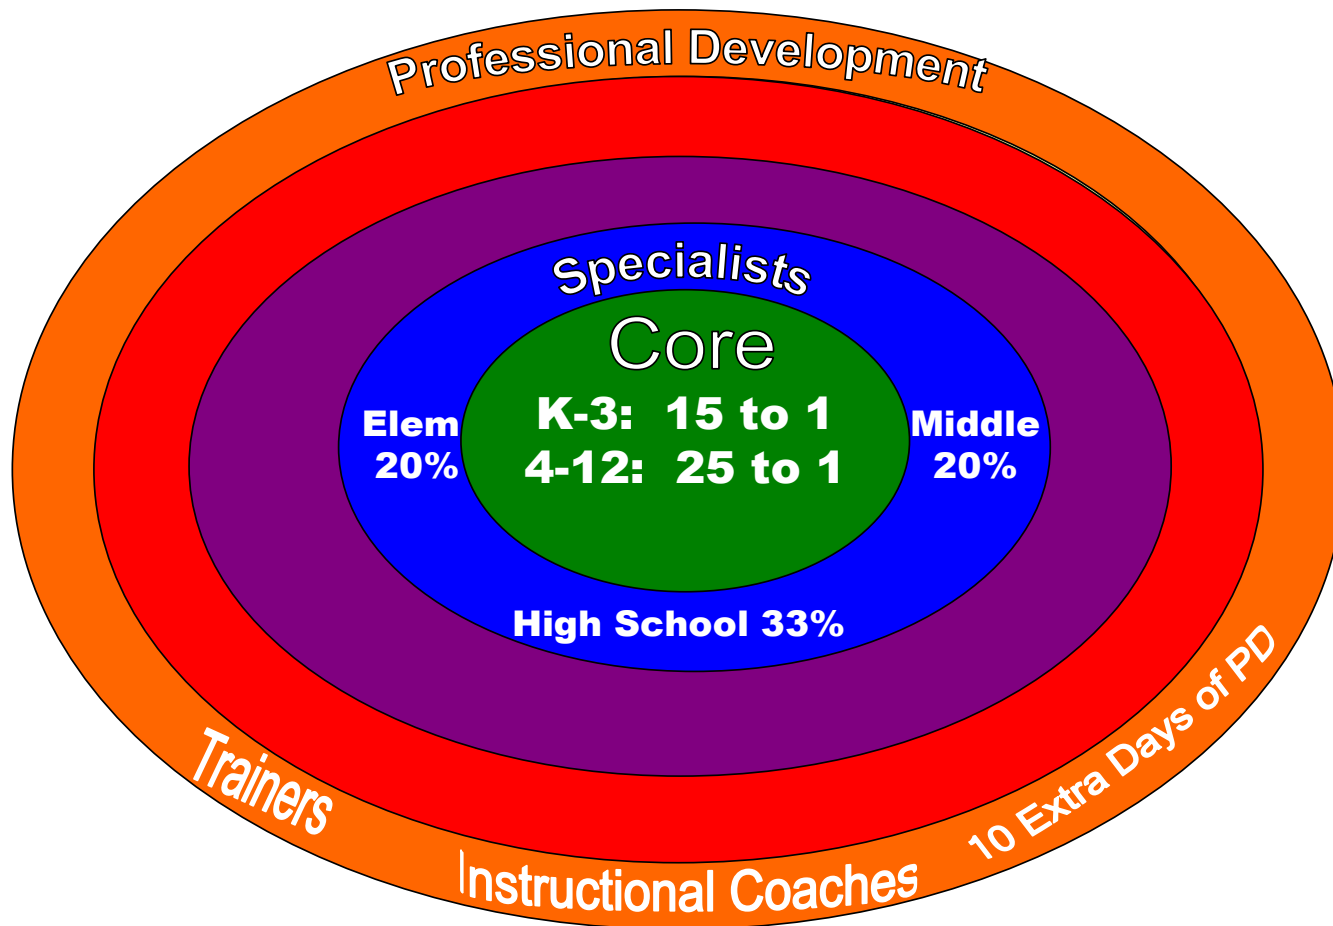 Professional Development
Specialists
Core
K-3: 15 to 1
4-12: 25 to 1
Elem
20%
Middle
20%
High School 33%
Trainers
Instructional Coaches
10 Extra Days of PD